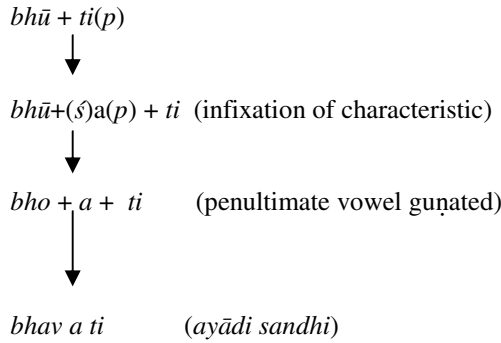 bhū + ti(p)
bhū+(ś)a(p) + ti (infixation of characteristic)
bho + a + ti (penultimate vowel guṇated)
bhav a ti (ayādi sandhi)